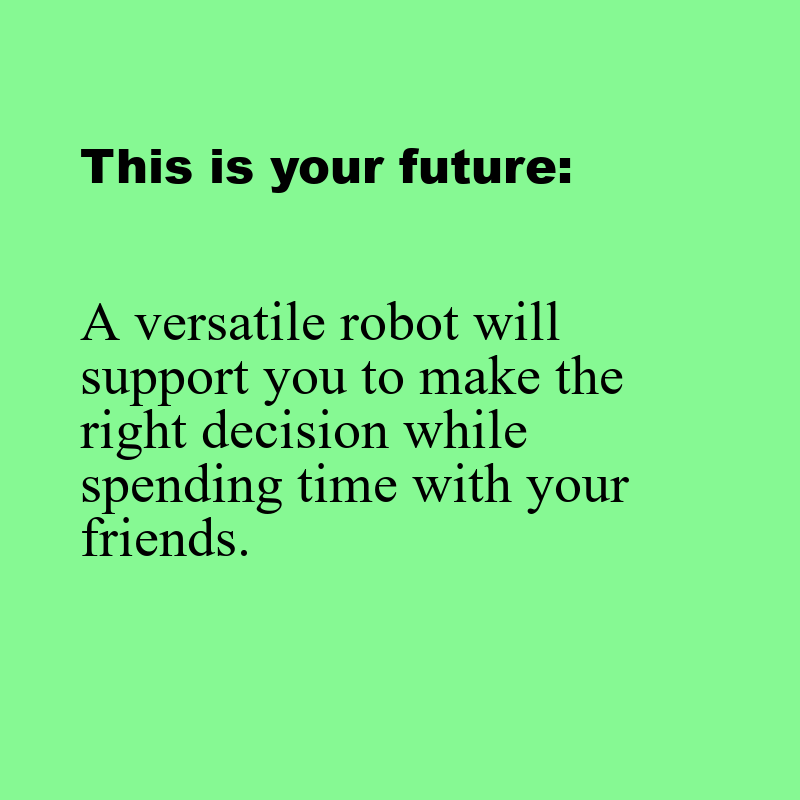 This is your future:
A versatile robot will
support you to make the
right decision while
spending time with your
friends.